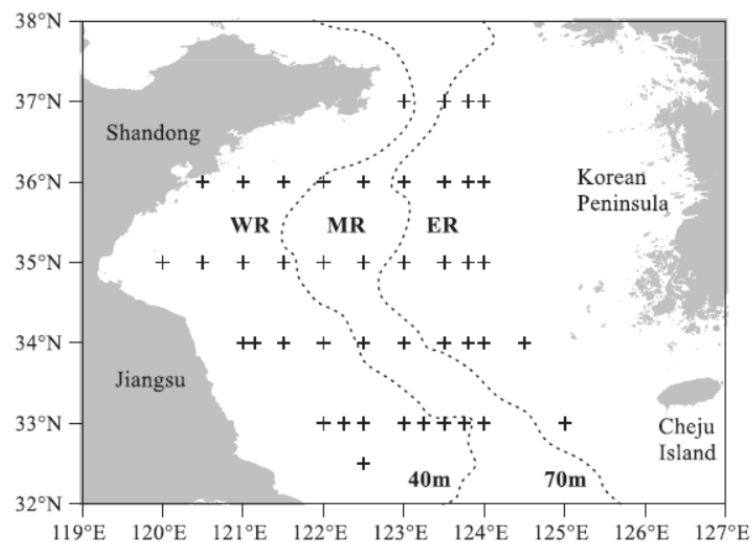 38°N
37°N
Shandong
36°N
Korean
Peninsula
WR MR ER
35°N
34°N
Jiangsu
33°N
Cheju
Island
40m 70m
32°N
119°E 120°E 121°E 122°E 123°E 124°E 125°E 126°E 127°E